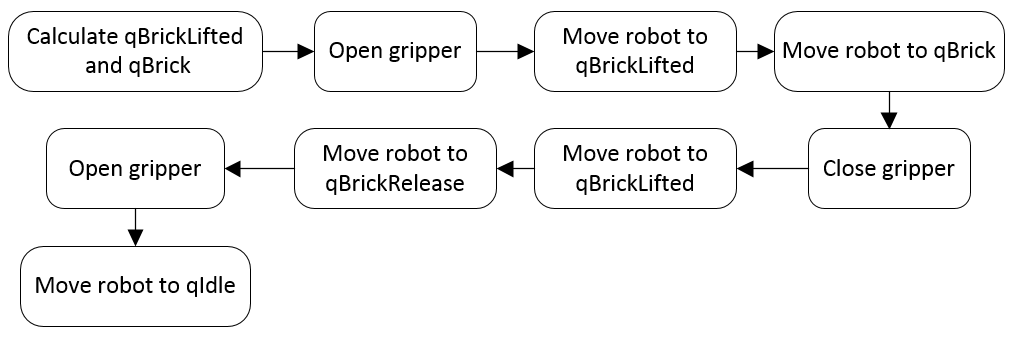 Calculate qBrickLifted
and qBrick
Open gripper
Move robot to
qBrickLifted
Move robot to qBrick
Close gripper
Move robot to
qBrickLifted
Move robot to
qBrickRelease
Open gripper
Move robot to qIdle